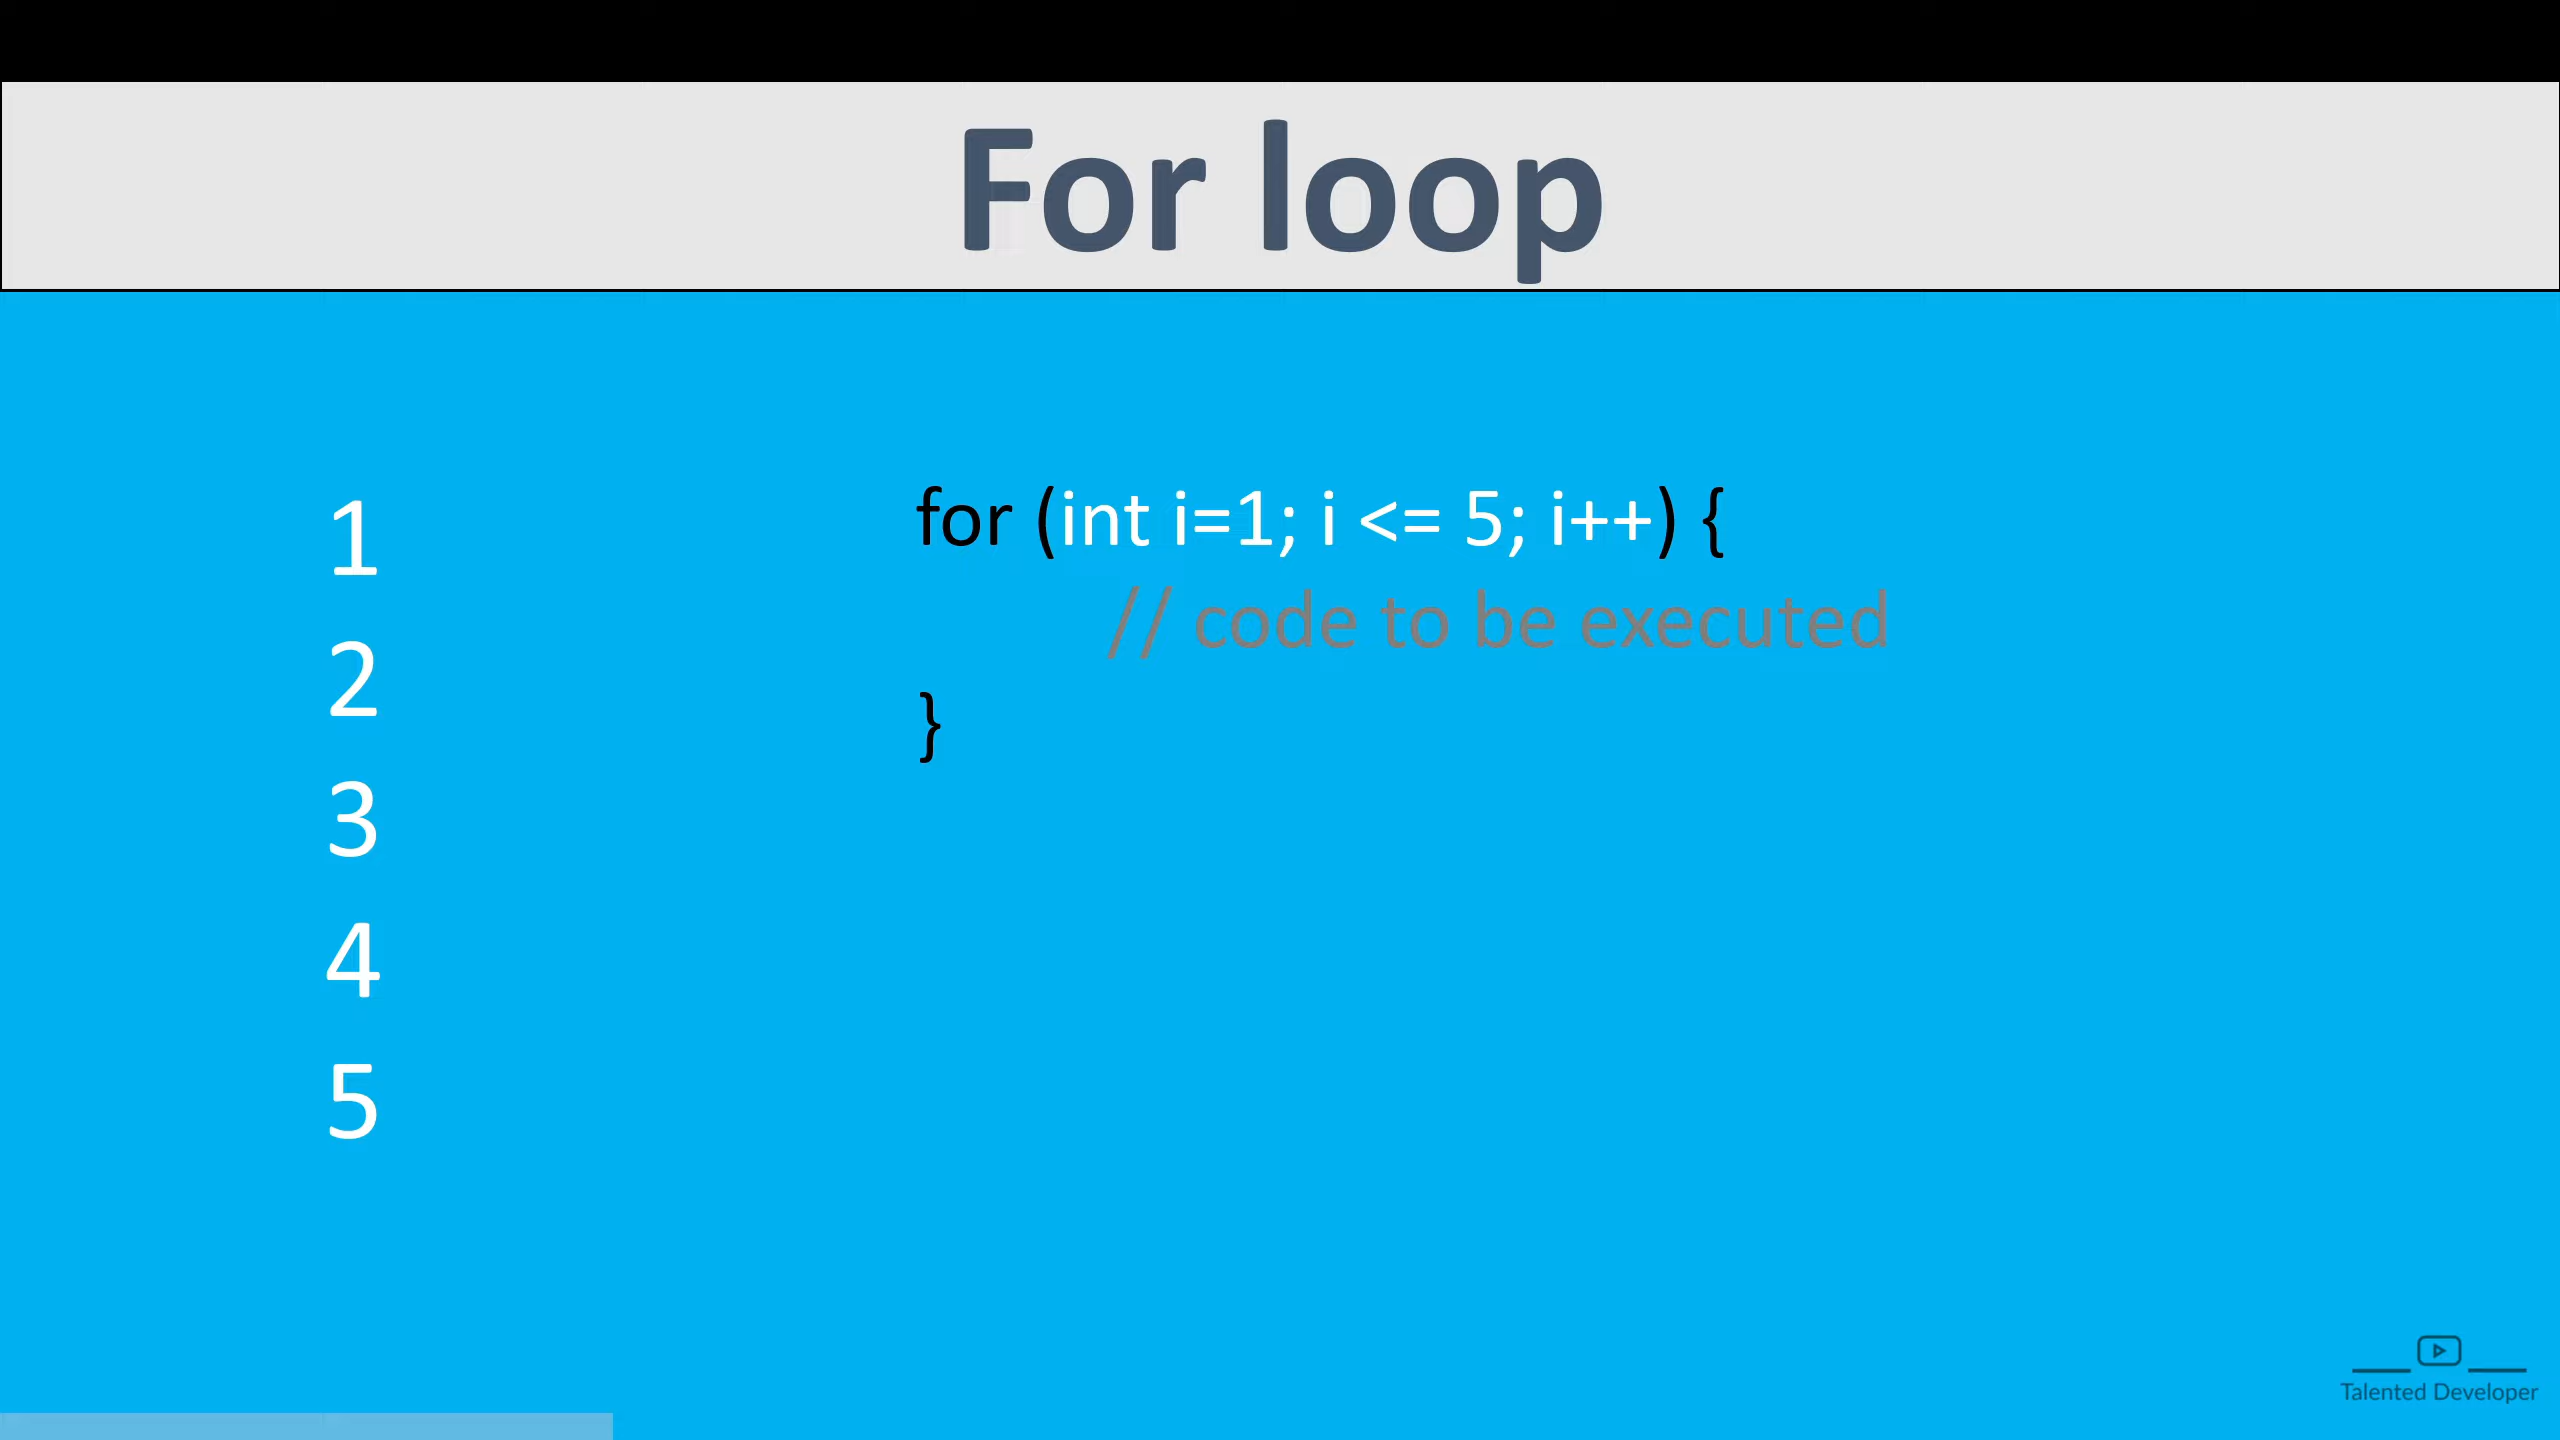 For loop
1
2
3
4
5
for (int i=1; i <= 5; i++) {
// code to be executed
}
Talented Developer